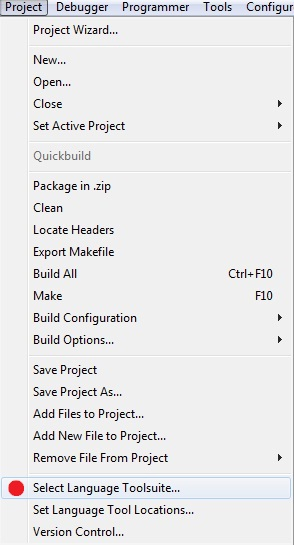 Project Debugger Programmer Tools Configur
Project Wizard...
New...
Open...
Close
Set Active Project
Quickbuild
Package in .zip
Clean
Locate Headers
Export Makefile
Build All Ctrl+F10
Make F10
Build Configuration
Build Options...
Save Project
Save Project As...
Add Files to Project...
Add New File to Project...
Remove File From Project
Select Language Toolsuite...
Set Language Tool Locations...
Version Control...